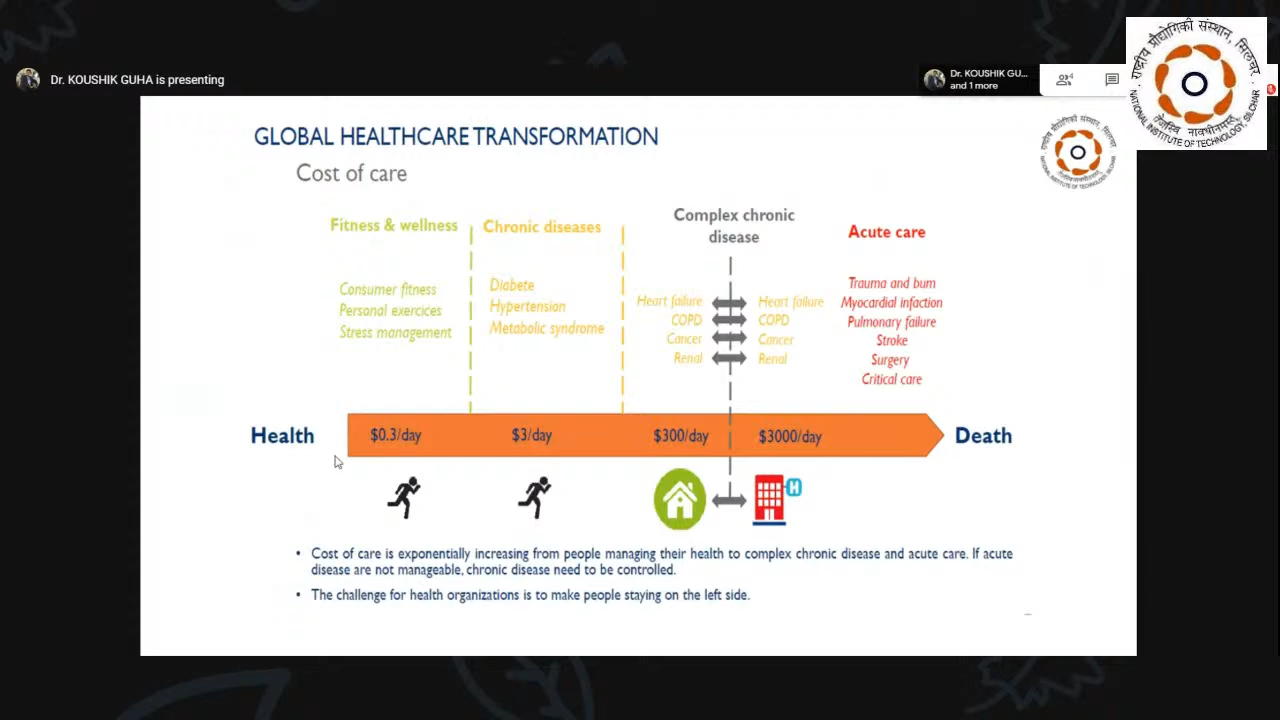 Dr. KOUSHIK GUHA is presenting
Dr. KOUSHIK GU...
and 1 more
4
राष्ट्रीय प्रौद्योगिकी संस्थान, सिलचर
NATIONAL INSTITUTE OF TECHNOLOGY, SILCHAR
GLOBAL HEALTHCARE TRANSFORMATION
Cost of care
Fitness & wellness
Chronic diseases
Complex chronic
disease
Acute care
Consumer fitness
Personal exercices
Stress management
Diabete
Hypertension
Metabolic syndrome
Heart failure
Heart failure
COPD
COPD
Cancer
Cancer
Renal
Renal
Trauma and burn
Myocardial infaction
Pulmonary failure
Stroke
Surgery
Critical care
Health
$0.3/day
$3/day
$300/day
$3000/day
Death
H
• Cost of care is exponentially increasing from people managing their health to complex chronic disease and acute care. If acute
disease are not manageable, chronic disease need to be controlled.
• The challenge for health organizations is to make people staying on the left side.